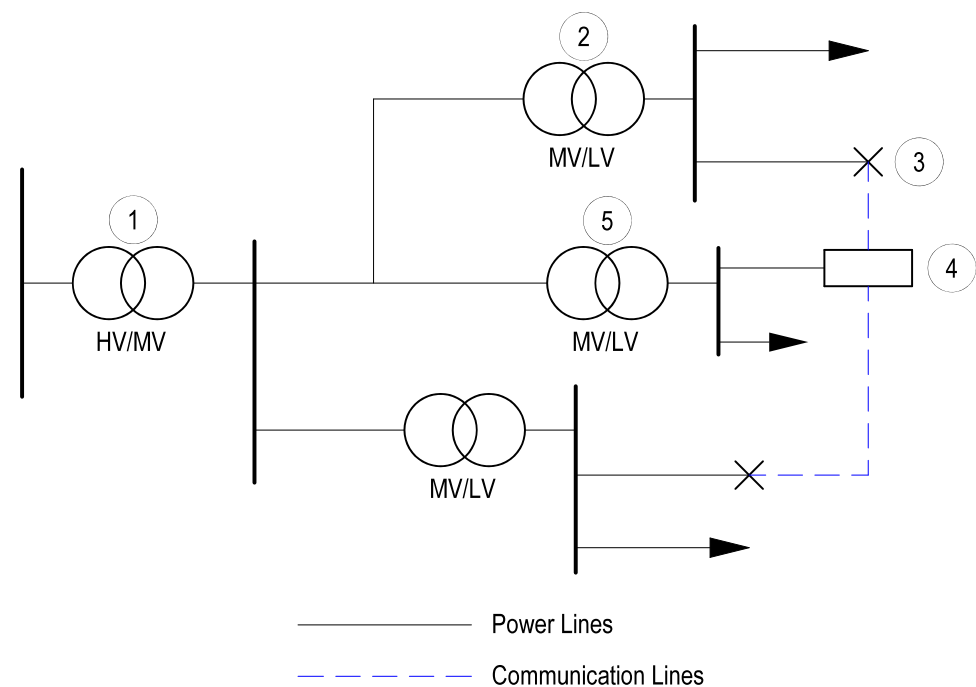 2
MV/LV
3
1
HV/MV
5
MV/LV
4
MV/LV
Power Lines
Communication Lines